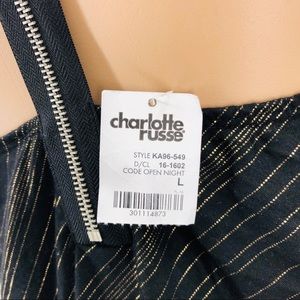 charlotte
russe
STYLE KA96-549
D/CL 16-1602
CODE OPEN NIGHT
L
301114873